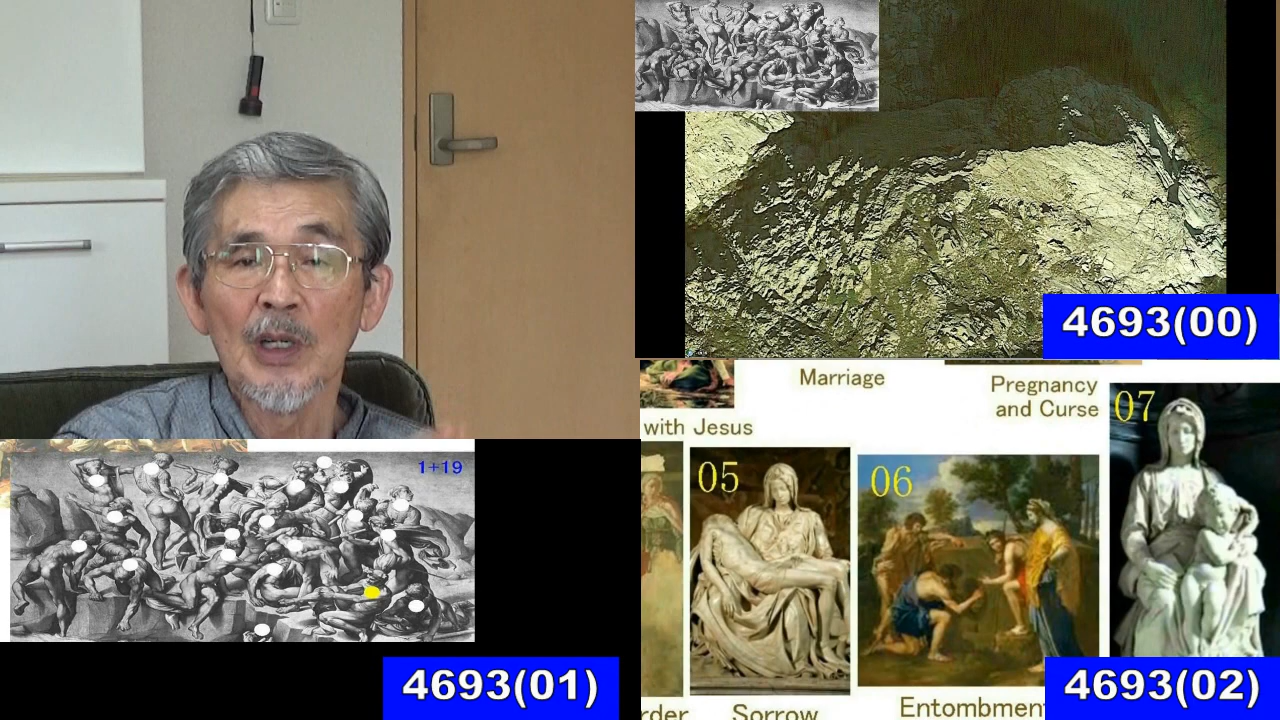 4693(00)
Marriage
Pregnancy
and Curse
07
with Jesus
05
06
1+19
rder
Sorrow
Entombment
4693(01)
4693(02)